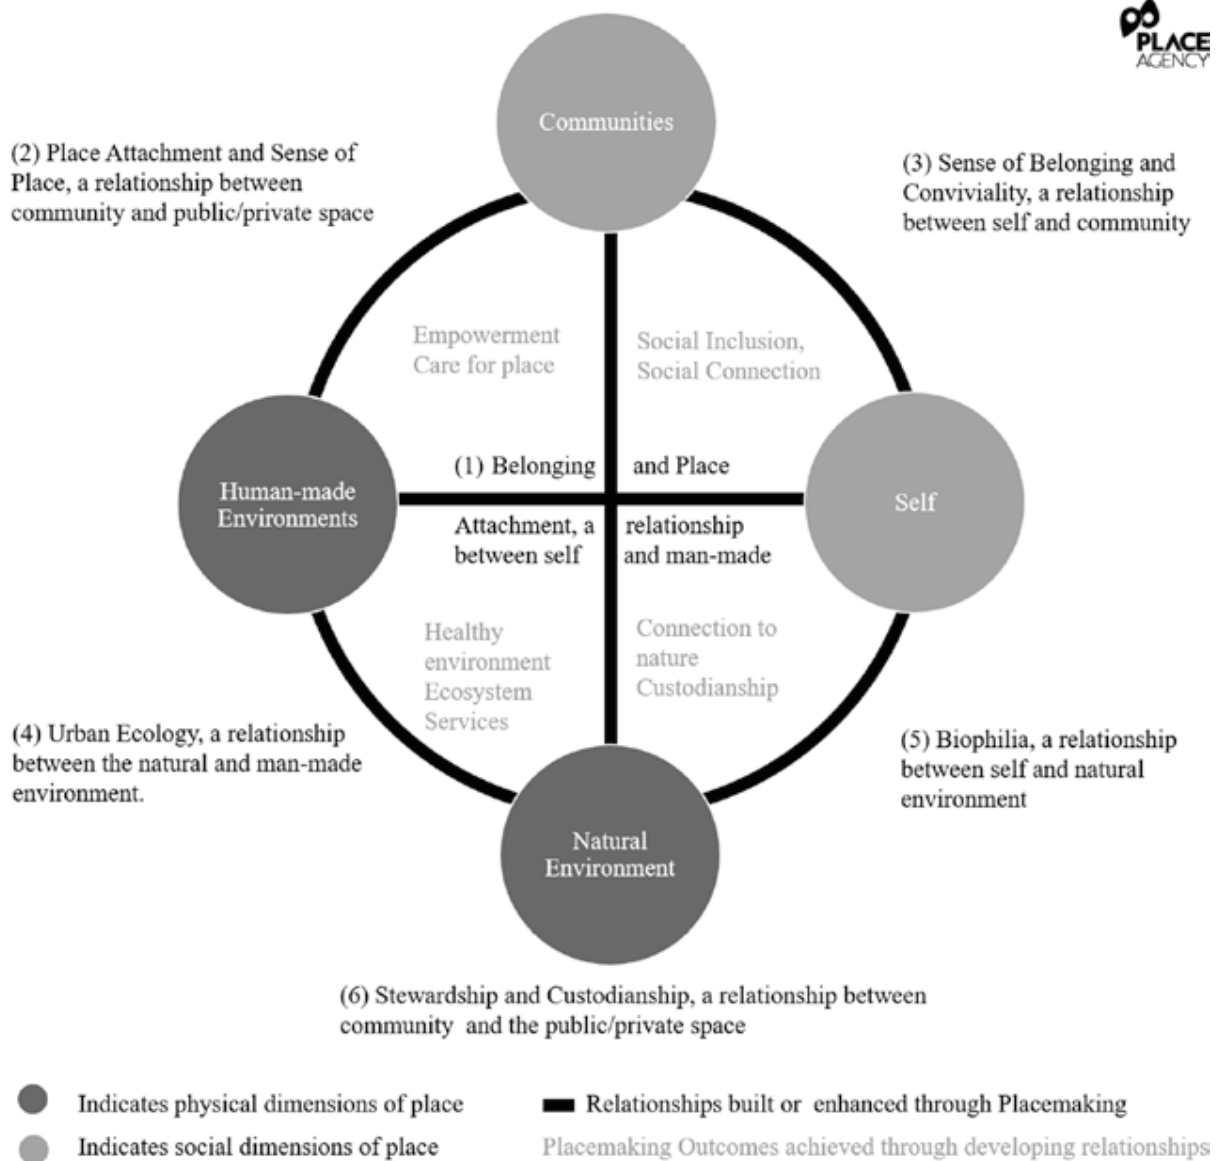 PLACE
AGENCY
Communities
(2) Place Attachment and Sense of
Place, a relationship between
community and public/private space
(3) Sense of Belonging and
Conviviality, a relationship
between self and community
Empowerment
Care for place
Social Inclusion,
Social Connection
Human-made
Environments
(1) Belonging and Place
Attachment, a relationship
between self and man-made
Self
Healthy
environment
Ecosystem
Services
Connection to
nature
Custodianship
(4) Urban Ecology, a relationship
between the natural and man-made
environment.
(5) Biophilia, a relationship
between self and natural
environment
Natural
Environment
(6) Stewardship and Custodianship, a relationship between
community and the public/private space
Indicates physical dimensions of place
Relationships built or enhanced through Placemaking
Indicates social dimensions of place
Placemaking Outcomes achieved through developing relationships